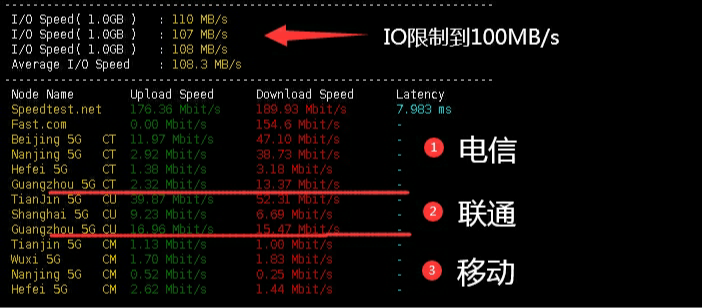 I/O Speed( 1.0GB )   : 110 MB/s
I/O Speed( 1.0GB )   : 107 MB/s
I/O Speed( 1.0GB )   : 108 MB/s
Average I/O Speed    : 108.3 MB/s
IO限制到100MB/s
Node Name        Upload Speed      Download Speed      Latency
Speedtest.net    176.36 Mbit/s     189.93 Mbit/s       7.983 ms
Fast.com         0.00 Mbit/s       154.6 Mbit/s        -
Beijing 5G   CT  11.97 Mbit/s      47.10 Mbit/s        -
Nanjing 5G   CT  2.92 Mbit/s       38.73 Mbit/s        -
Hefei 5G     CT  1.38 Mbit/s       3.18 Mbit/s         -
Guangzhou 5G CT  2.32 Mbit/s       13.37 Mbit/s        -
1 电信
TianJin 5G   CU  39.87 Mbit/s      52.31 Mbit/s        -
Shanghai 5G  CU  9.23 Mbit/s       6.69 Mbit/s         -
Guangzhou 5G CU  16.96 Mbit/s      15.47 Mbit/s        -
2 联通
Tianjin 5G   CM  1.13 Mbit/s       1.00 Mbit/s         -
Wuxi 5G      CM  1.70 Mbit/s       1.83 Mbit/s         -
Nanjing 5G   CM  0.52 Mbit/s       0.25 Mbit/s         -
Hefei 5G     CM  2.62 Mbit/s       1.44 Mbit/s         -
3 移动